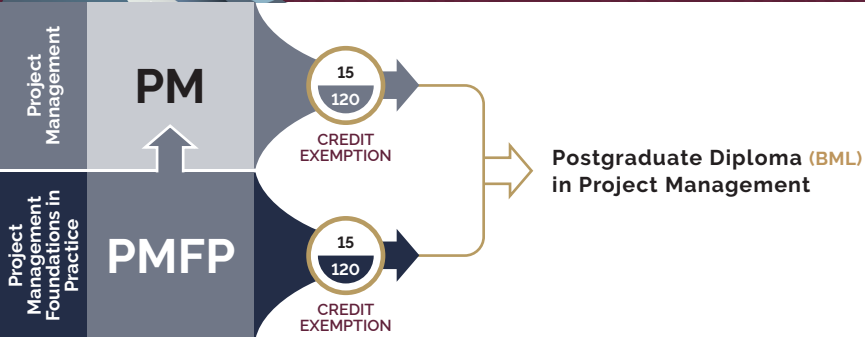 Project
Management
PM
15
120
CREDIT
EXEMPTION
Project
Management
Foundations in
Practice
PMFP
15
120
CREDIT
EXEMPTION
Postgraduate Diploma (BML)
in Project Management